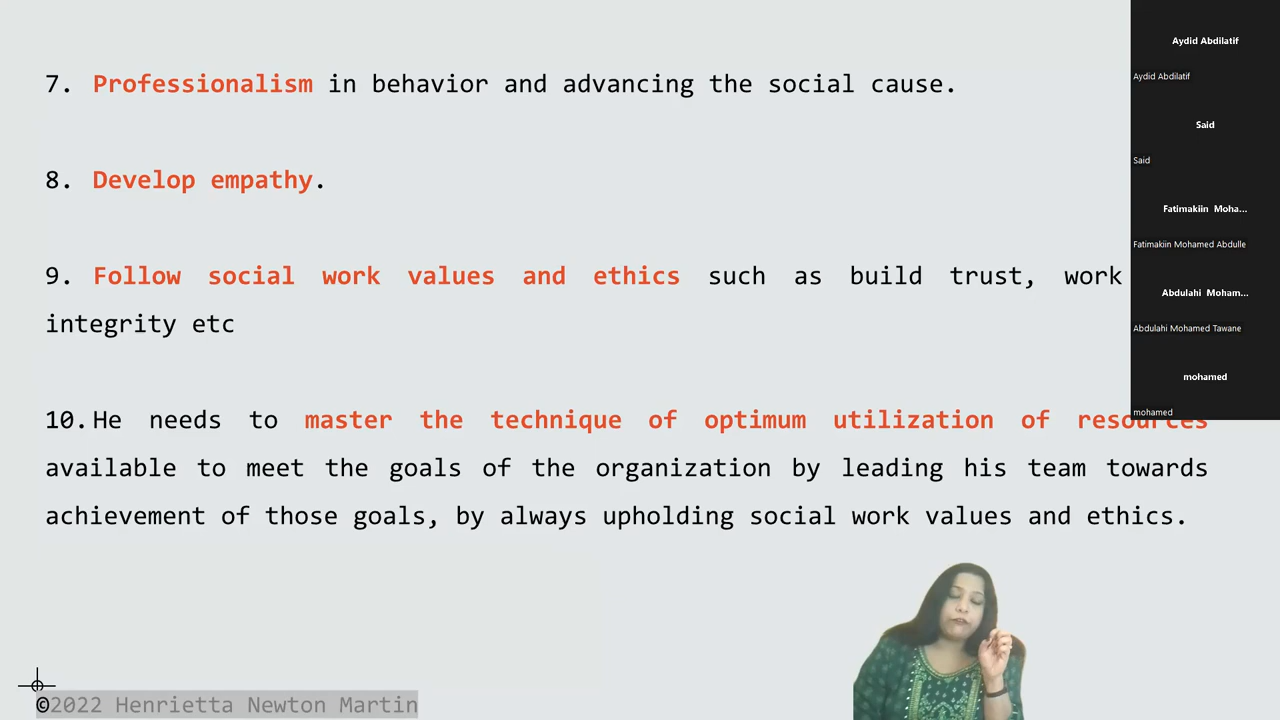 7. Professionalism in behavior and advancing the social cause.
8. Develop empathy.
9. Follow social work values and ethics such as build trust, work
integrity etc
10. He needs to master the technique of optimum utilization of resources
available to meet the goals of the organization by leading his team towards
achievement of those goals, by always upholding social work values and ethics.
©2022 Henrietta Newton Martin
Aydid Abdilatif
Aydid Abdilatif
Said
Said
Fatimakiin Moha...
Fatimakiin Mohamed Abdulle
Abdulahi Moham...
Abdulahi Mohamed Tawane
mohamed
mohamed